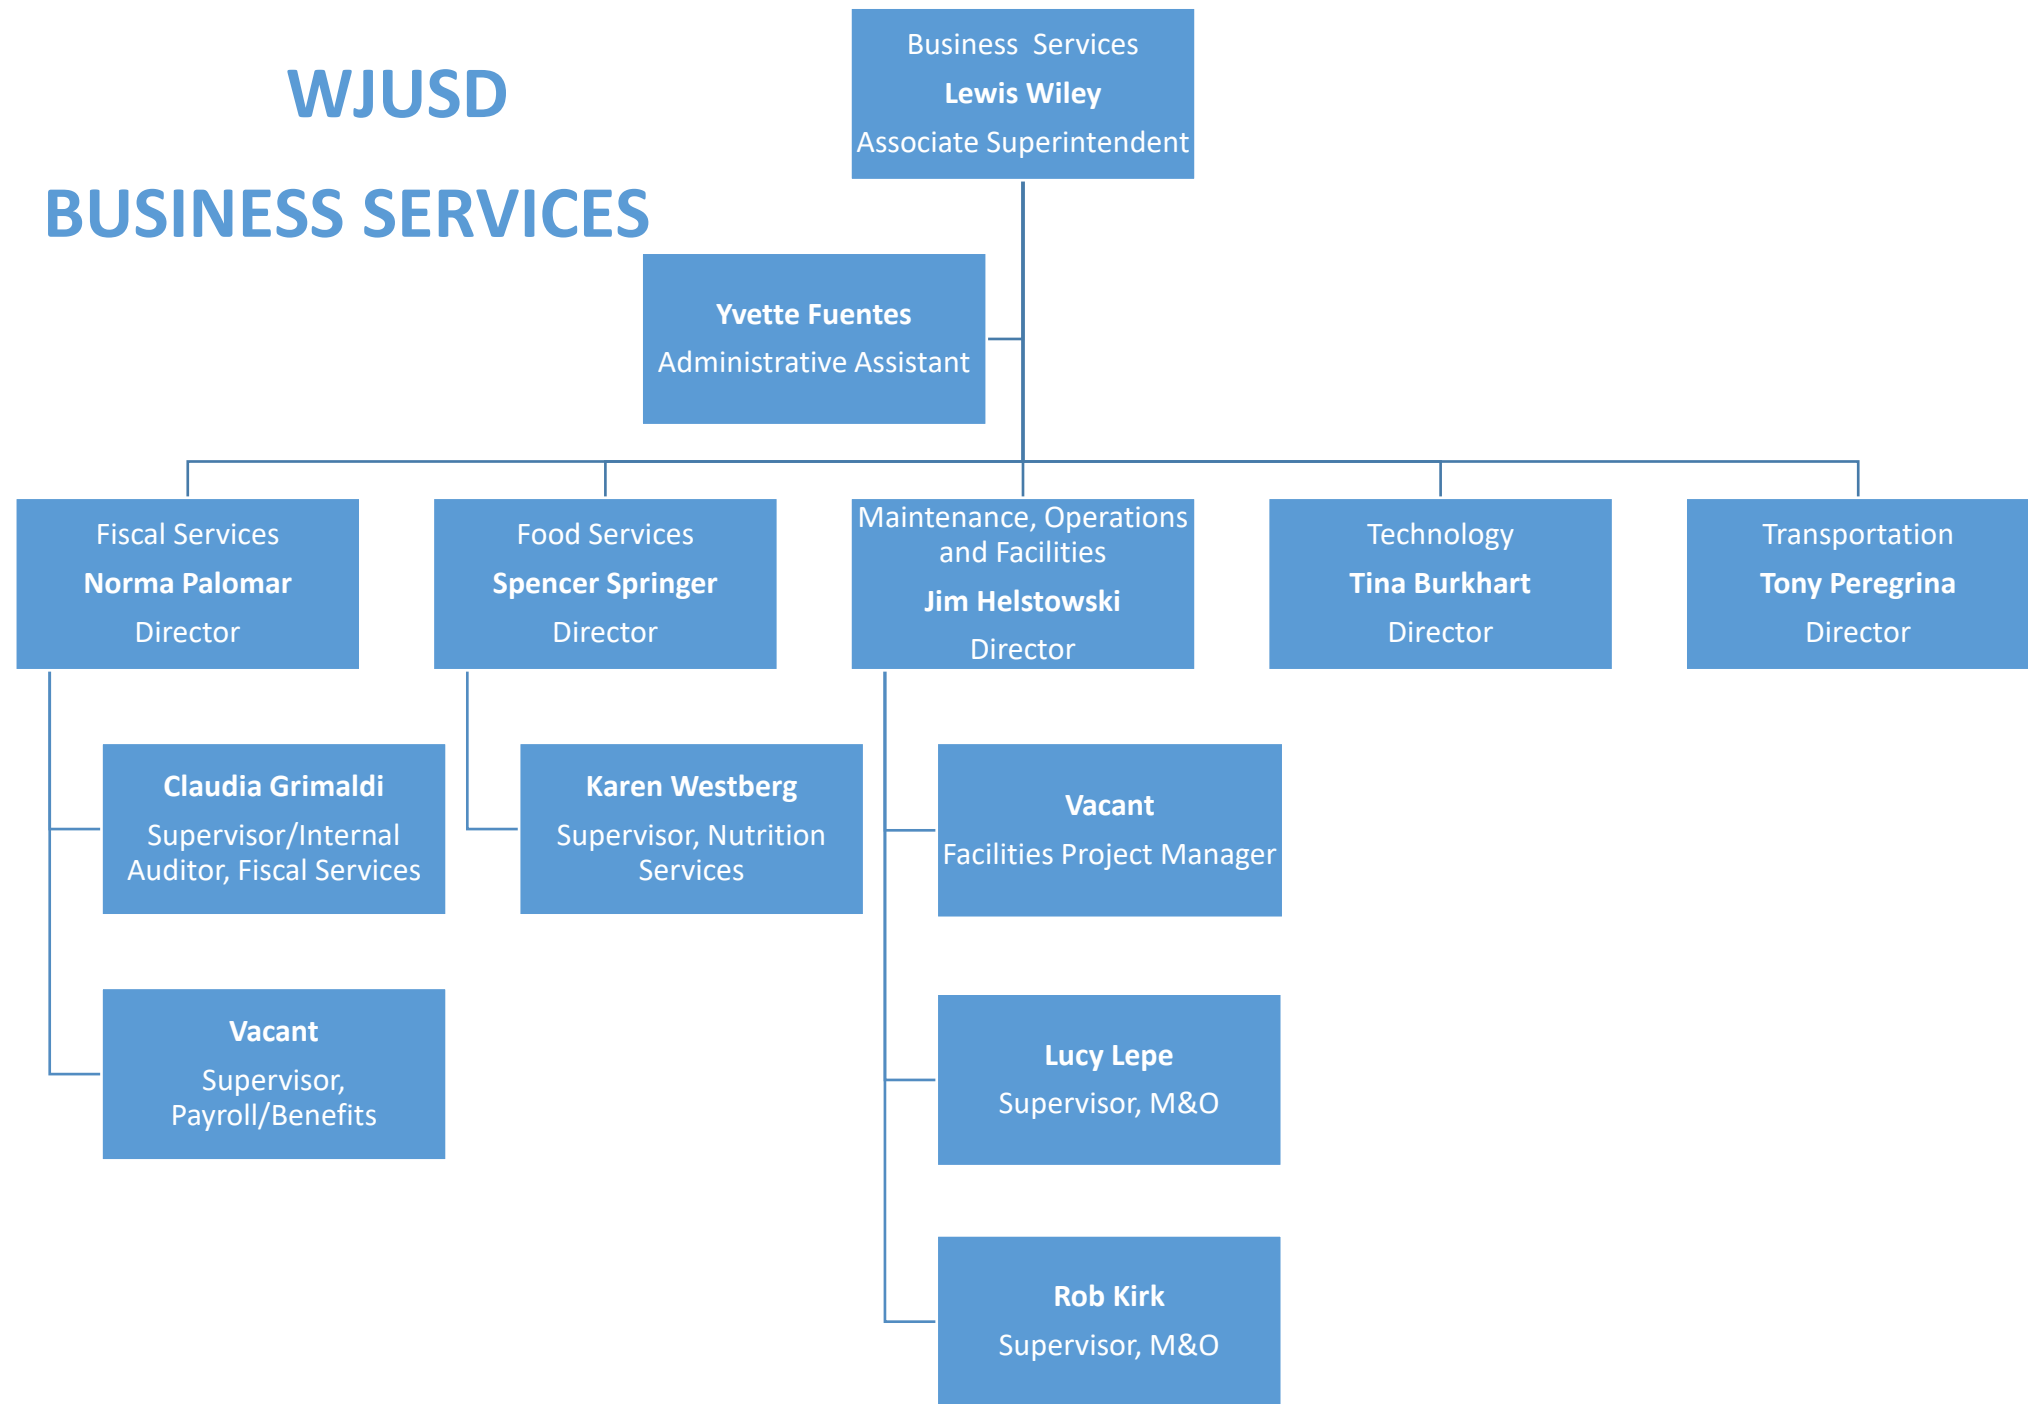 WJUSD
BUSINESS SERVICES
Business Services
Lewis Wiley
Associate Superintendent
Yvette Fuentes
Administrative Assistant
Fiscal Services
Norma Palomar
Director
Food Services
Spencer Springer
Director
Maintenance, Operations
and Facilities
Jim Helstowski
Director
Technology
Tina Burkhart
Director
Transportation
Tony Peregrina
Director
Claudia Grimaldi
Supervisor/Internal
Auditor, Fiscal Services
Vacant
Supervisor,
Payroll/Benefits
Karen Westberg
Supervisor, Nutrition
Services
Vacant
Facilities Project Manager
Lucy Lepe
Supervisor, M&O
Rob Kirk
Supervisor, M&O